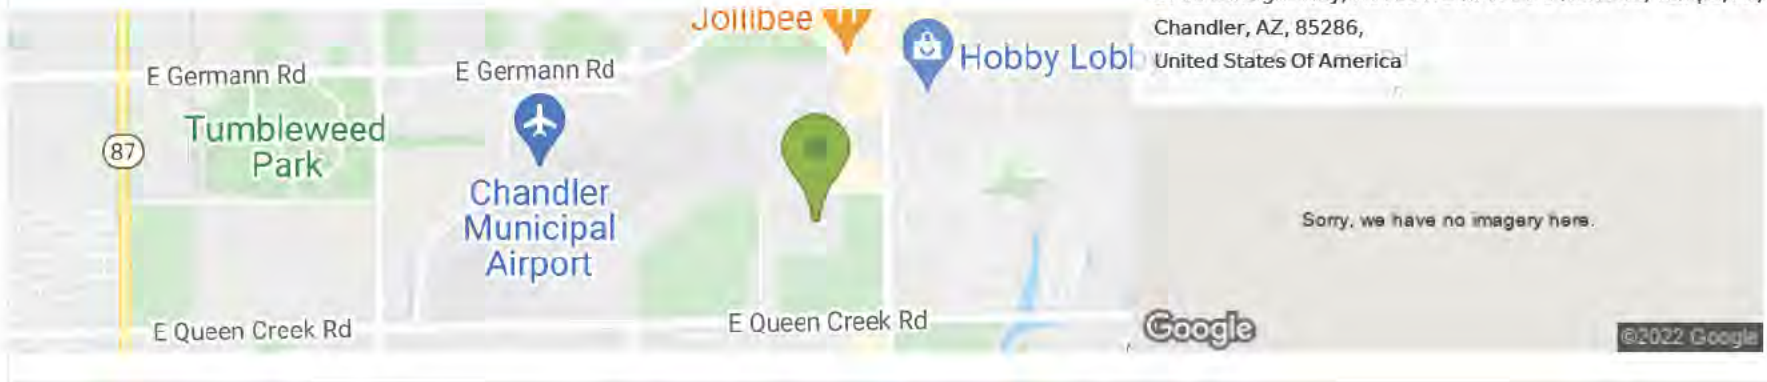 Jollibee
Hobby Lobb
E Germann Rd
E Germann Rd
Tumbleweed
Park
87
Chandler
Municipal
Airport
E Queen Creek Rd
E Queen Creek Rd
Chandler, AZ, 85286,
United States Of America
Sorry, we have no imagery here.
Google
©2022 Google